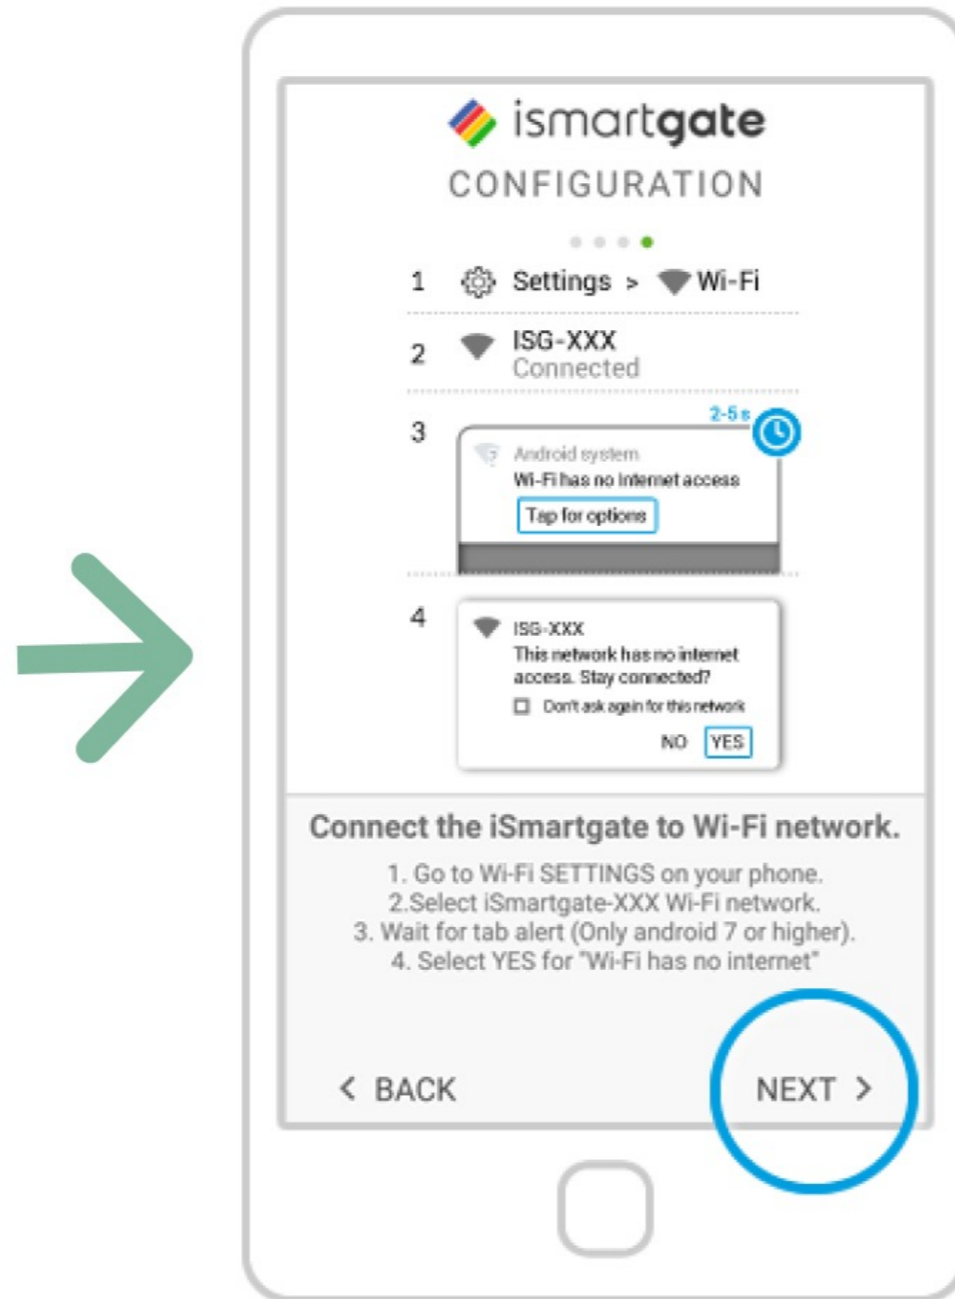 ismartgate
CONFIGURATION
1 Settings > Wi-Fi
2 ISG-XXX
Connected
2-5 s
3 Android system
Wi-Fi has no Internet access
Tap for options
4 ISG-XXX
This network has no internet
access. Stay connected?
Don't ask again for this network
NO YES
Connect the iSmartgate to Wi-Fi network.
1. Go to Wi-Fi SETTINGS on your phone.
2.Select iSmartgate-XXX Wi-Fi network.
3. Wait for tab alert (Only android 7 or higher).
4. Select YES for "Wi-Fi has no internet"
< BACK NEXT >